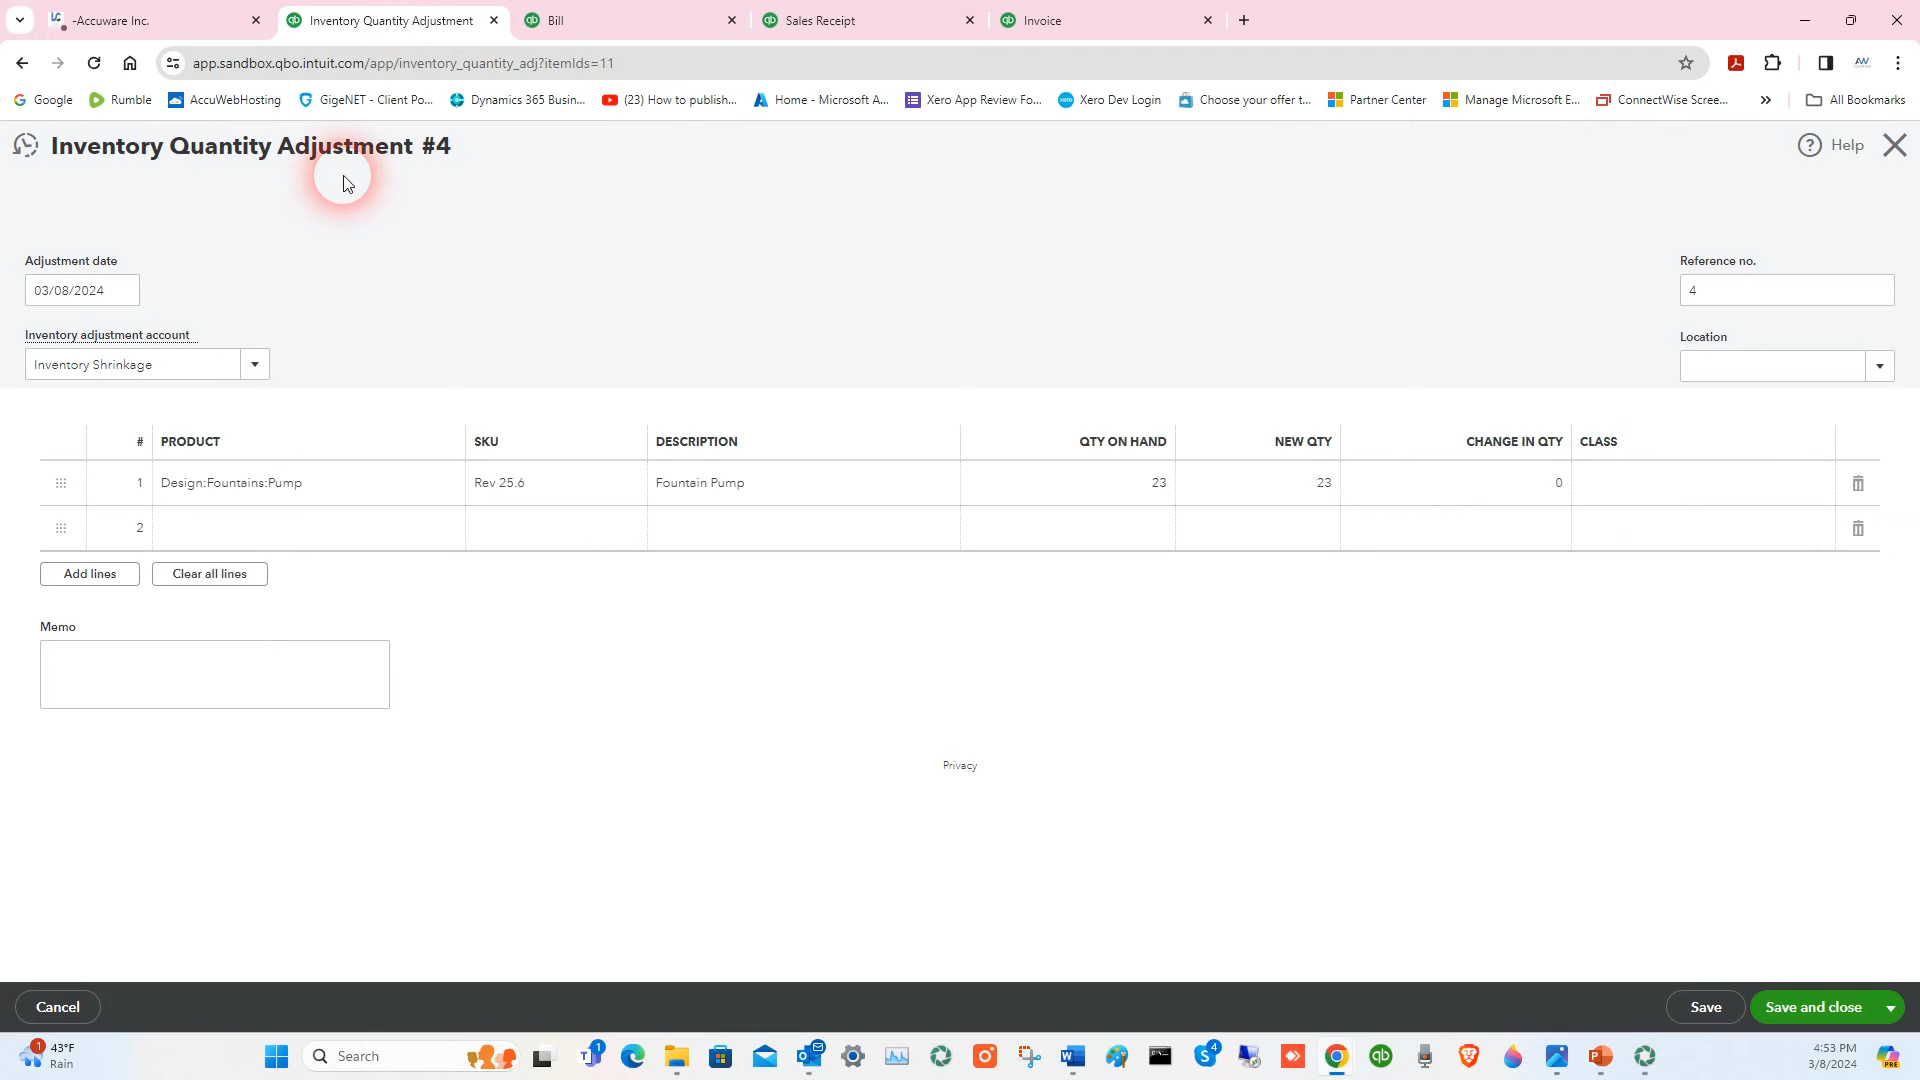 -Accuware Inc.
Inventory Quantity Adjustment
Bill
Sales Receipt
Invoice
app.sandbox.qbo.intuit.com/app/inventory_quantity_adj?itemIds=11
Google
Rumble
AccuWebHosting
GigeNET - Client Po...
Dynamics 365 Busin...
(23) How to publish...
Home - Microsoft A...
Xero App Review Fo...
Xero Dev Login
Choose your offer t...
Partner Center
Manage Microsoft E...
ConnectWise Scree...
All Bookmarks
Inventory Quantity Adjustment #4
Help
Adjustment date
03/08/2024
Reference no.
4
Inventory adjustment account
Inventory Shrinkage
Location
# PRODUCT SKU DESCRIPTION QTY ON HAND NEW QTY CHANGE IN QTY CLASS
1 Design:Fountains:Pump Rev 25.6 Fountain Pump 23 23 0
2
Add lines
Clear all lines
Memo
Privacy
Cancel
Save
Save and close
43°F
Rain
Search
4:53 PM
3/8/2024